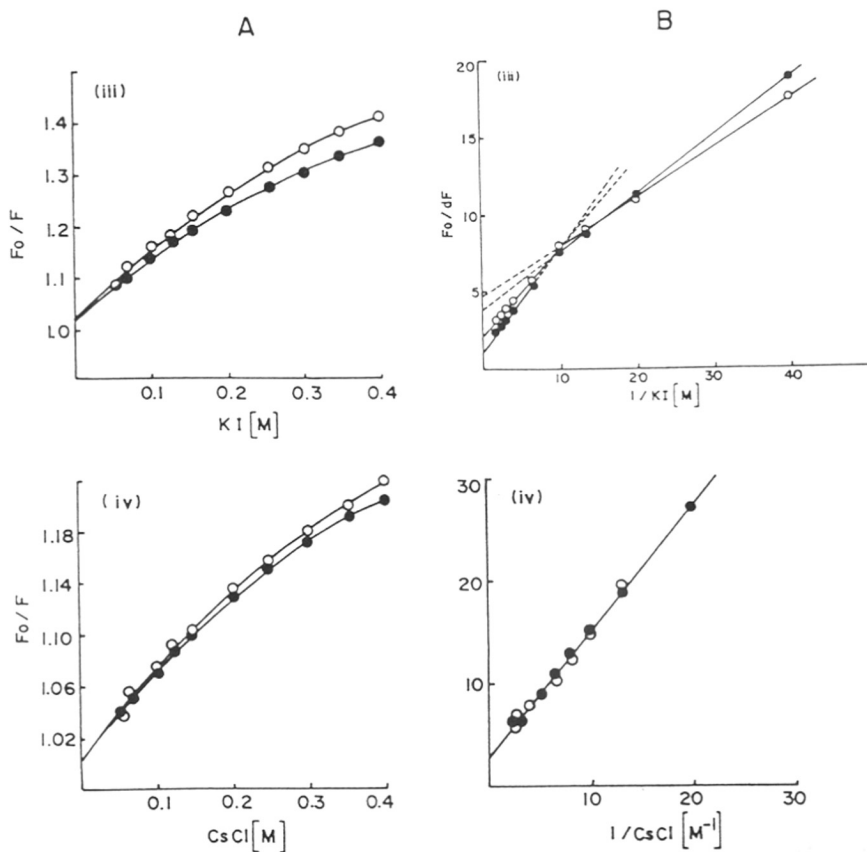 A
B
(iii)
Fo/F
1.4
1.3
1.2
1.1
1.0
0.1 0.2 0.3 0.4
KI[M]
(iii)
Fo/dF
20
15
10
5
10 20 30 40
1/KI[M]
(iv)
Fo/F
1.18
1.14
1.10
1.06
1.02
0.1 0.2 0.3 0.4
CsCl[M]
(iv)
30
20
10
10 20 30
1/CsCl[M⁻¹]